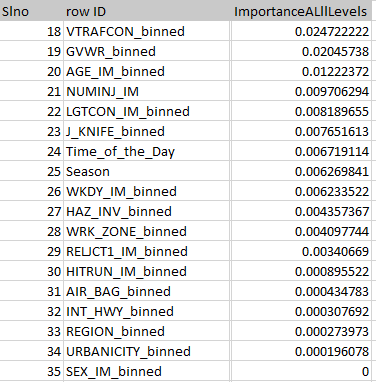 Slno row ID ImportanceALllLevels
18 VTRAFCON_binned 0.024722222
19 GVWR_binned 0.02045738
20 AGE_IM_binned 0.01222372
21 NUMINJ_IM 0.009706294
22 LGTCON_IM_binned 0.008189655
23 J_KNIFE_binned 0.007651613
24 Time_of_the_Day 0.006719114
25 Season 0.006269841
26 WKDY_IM_binned 0.006233522
27 HAZ_INV_binned 0.004357367
28 WRK_ZONE_binned 0.004097744
29 RELJCT1_IM_binned 0.00340669
30 HITRUN_IM_binned 0.000895522
31 AIR_BAG_binned 0.000434783
32 INT_HWY_binned 0.000307692
33 REGION_binned 0.000273973
34 URBANICITY_binned 0.000196078
35 SEX_IM_binned 0